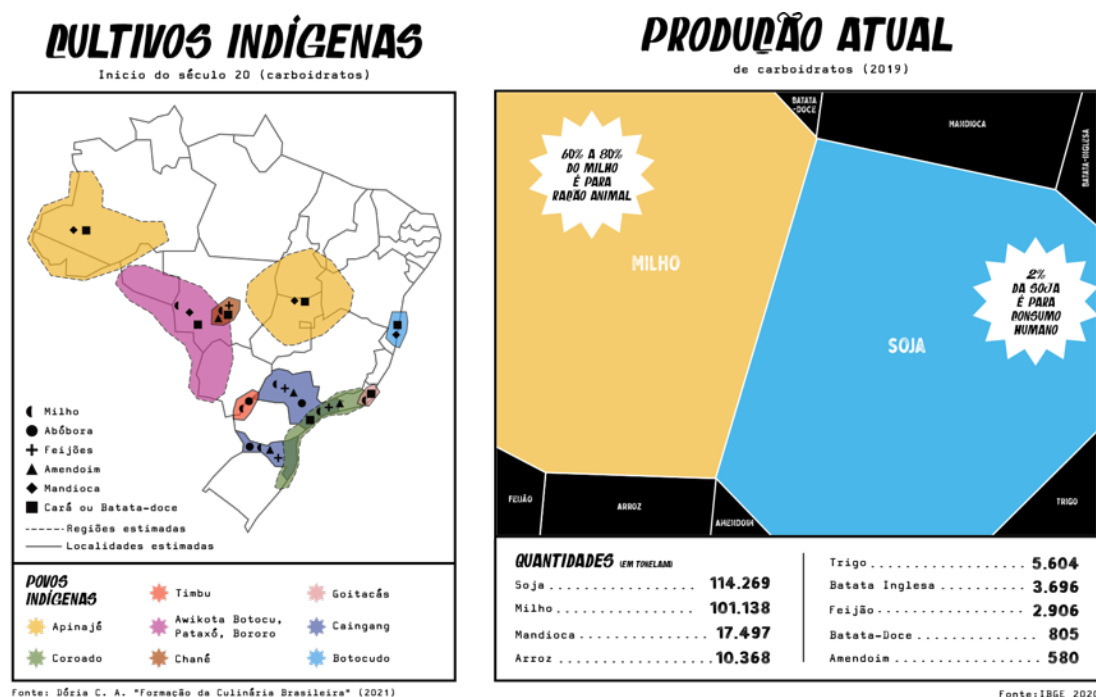 CULTIVOS INDÍGENAS
Início do século 20 (carboidratos)
Milho
Abóbora
Feijões
Amendoim
Mandioca
Cará ou Batata-doce
Regiões estimadas
Localidades estimadas
POVOS
INDÍGENAS
Apinajé
Coroado
Timbu
Awikota Botocu,
Pataxó, Bororo
Chané
Goitacás
Caingang
Botocudo
Fonte: Dória C. A. "Formação da Culinária Brasileira" (2021)
PRODUÇÃO ATUAL
de carboidratos (2019)
BATATA
-DOCE
MANDIOCA
BATATA-INGLESA
60% A 80%
DO MILHO
É PARA
RAÇÃO ANIMAL
MILHO
2%
DA SOJA
É PARA
CONSUMO
HUMANO
SOJA
FEIJÃO
ARROZ
AMENDOIM
TRIGO
QUANTIDADES (EM TONELADA)
Soja ........... 114.269
Milho ........... 101.138
Mandioca ........... 17.497
Arroz ........... 10.368
Trigo ........... 5.604
Batata Inglesa ........... 3.696
Feijão ........... 2.906
Batata-Doce ........... 805
Amendoim ........... 580
Fonte:IBGE 2020